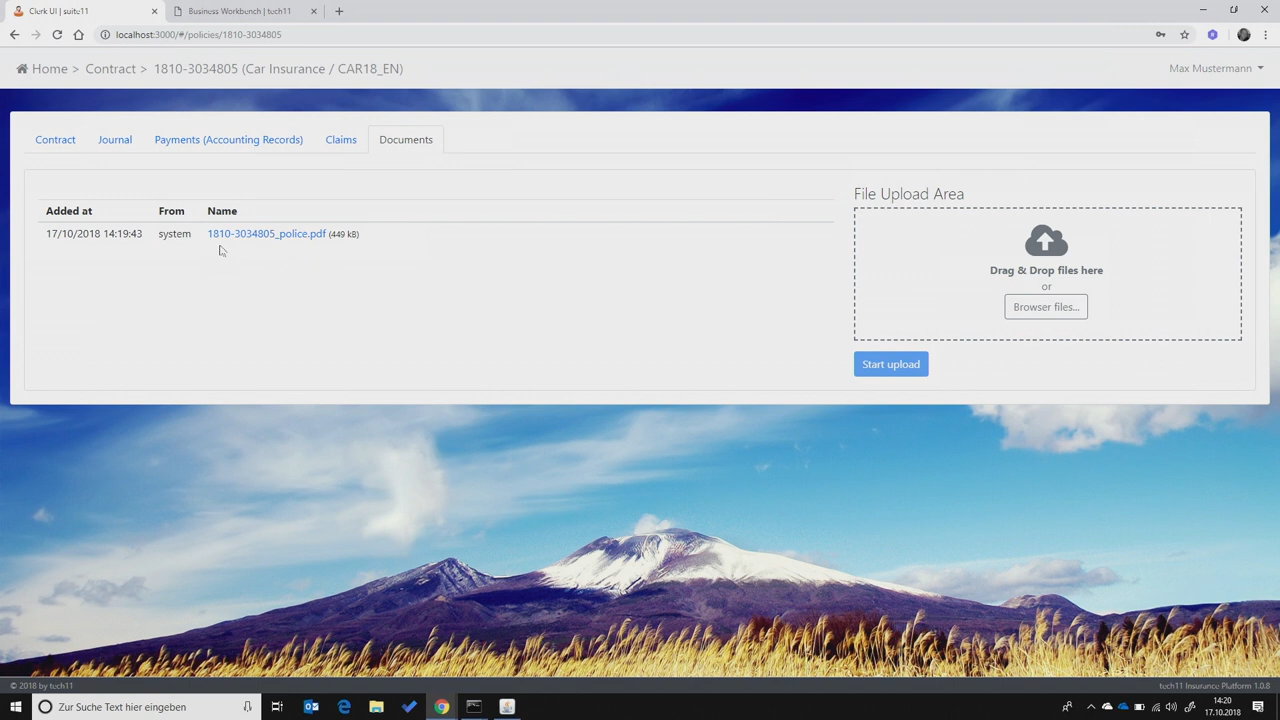 Clerk UI | suite11
Business Workbench | tech11
localhost:3000/#/policies/1810-3034805
Home > Contract > 1810-3034805 (Car Insurance / CAR18_EN)
Max Mustermann
Contract Journal Payments (Accounting Records) Claims Documents
File Upload Area
Added at From Name
17/10/2018 14:19:43 system 1810-3034805_police.pdf (449 kB)
Drag & Drop files here
or
Browser files...
Start upload
© 2018 by tech11
tech11 Insurance Platform 1.0.8
Zur Suche Text hier eingeben
14:20
17.10.2018